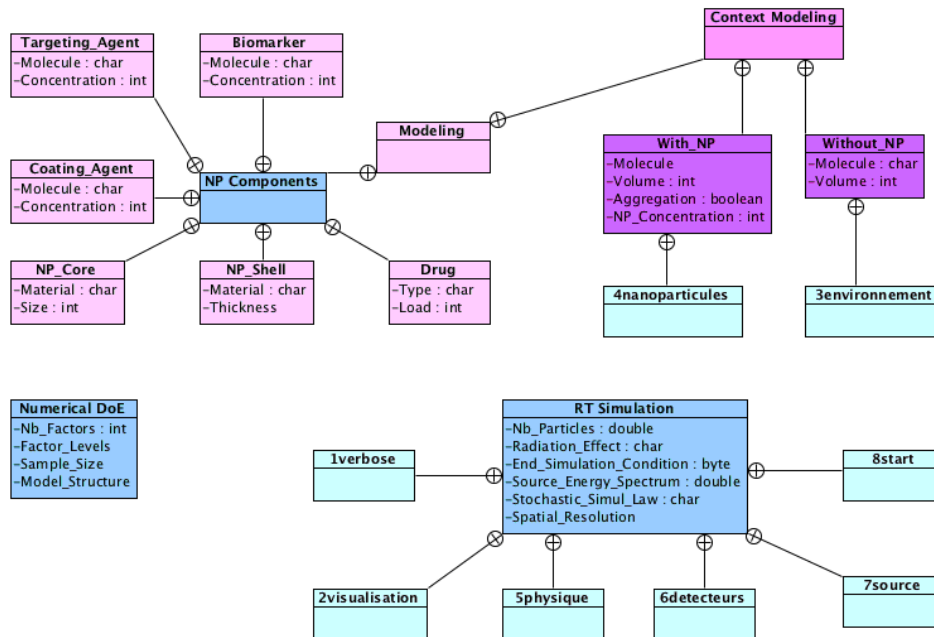 Context Modeling
Targeting_Agent
-Molecule : char
-Concentration : int
Biomarker
-Molecule : char
-Concentration : int
Modeling
With_NP
-Molecule
-Volume : int
-Aggregation : boolean
-NP_Concentration : int
Without_NP
-Molecule : char
-Volume : int
Coating_Agent
-Molecule : char
-Concentration : int
NP Components
NP_Core
-Material : char
-Size : int
NP_Shell
-Material : char
-Thickness
Drug
-Type : char
-Load : int
4nanoparticules
3environnement
Numerical DoE
-Nb_Factors : int
-Factor_Levels
-Sample_Size
-Model_Structure
RT Simulation
-Nb_Particles : double
-Radiation_Effect : char
-End_Simulation_Condition : byte
-Source_Energy_Spectrum : double
-Stochastic_Simul_Law : char
-Spatial_Resolution
1verbose
8start
2visualisation
5physique
6detecteurs
7source